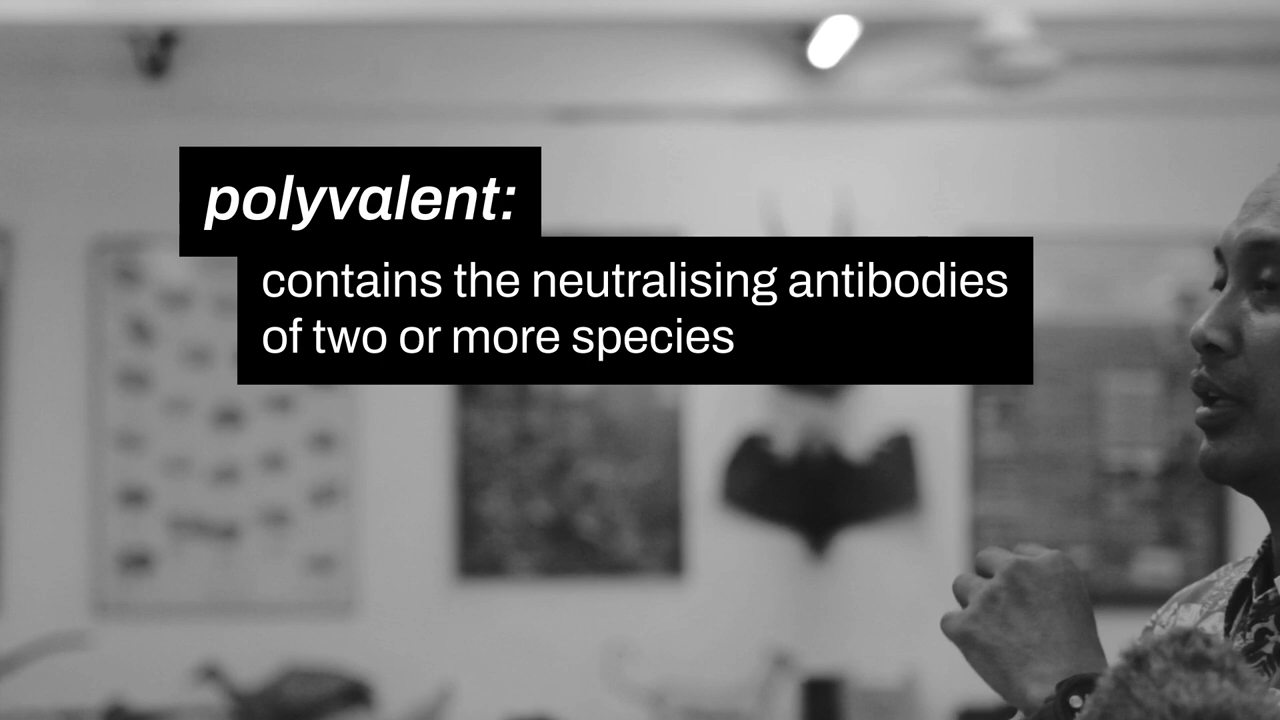 polyvalent:
contains the neutralising antibodies
of two or more species